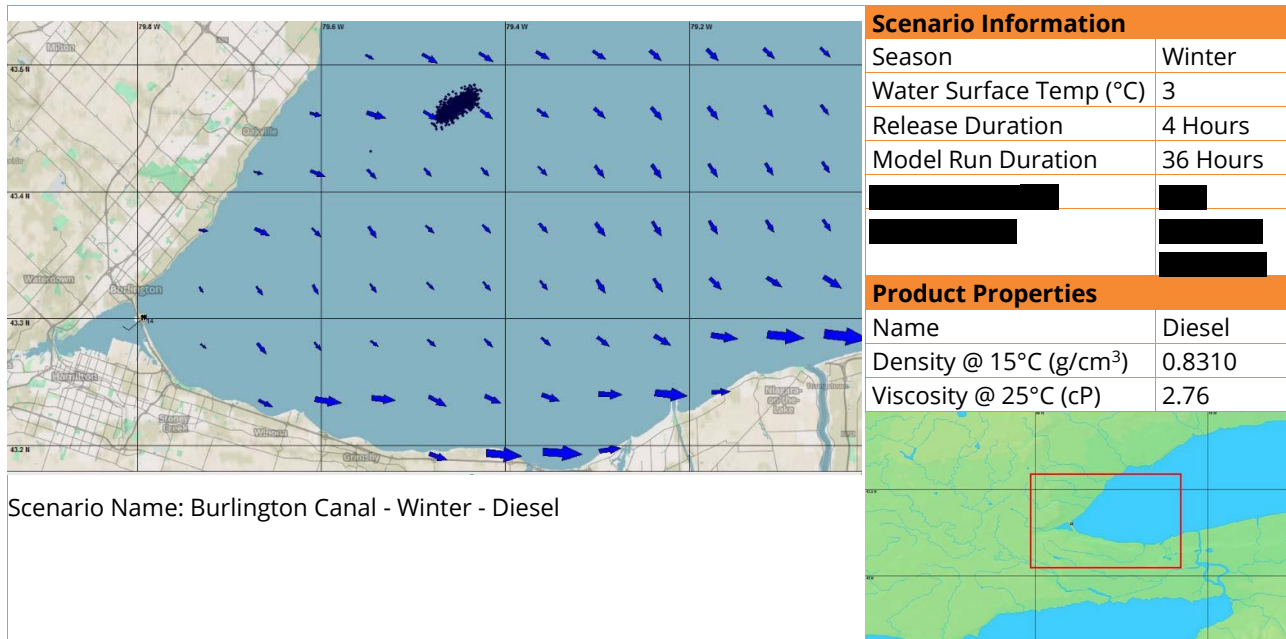 79.8 W
79.6 W
79.4 W
79.2 W
Milton
43.5 N
Oakville
43.4 N
Waterdown
Burlington
43.3 N
14
Hamilton
Stoney
Creek
Winona
Niagara-
on-the-
Lake
Grimsby
43.2 N
Scenario Name: Burlington Canal - Winter - Diesel
Scenario Information
Season Winter
Water Surface Temp (°C) 3
Release Duration 4 Hours
Model Run Duration 36 Hours
Product Properties
Name Diesel
Density @ 15°C (g/cm³) 0.8310
Viscosity @ 25°C (cP) 2.76